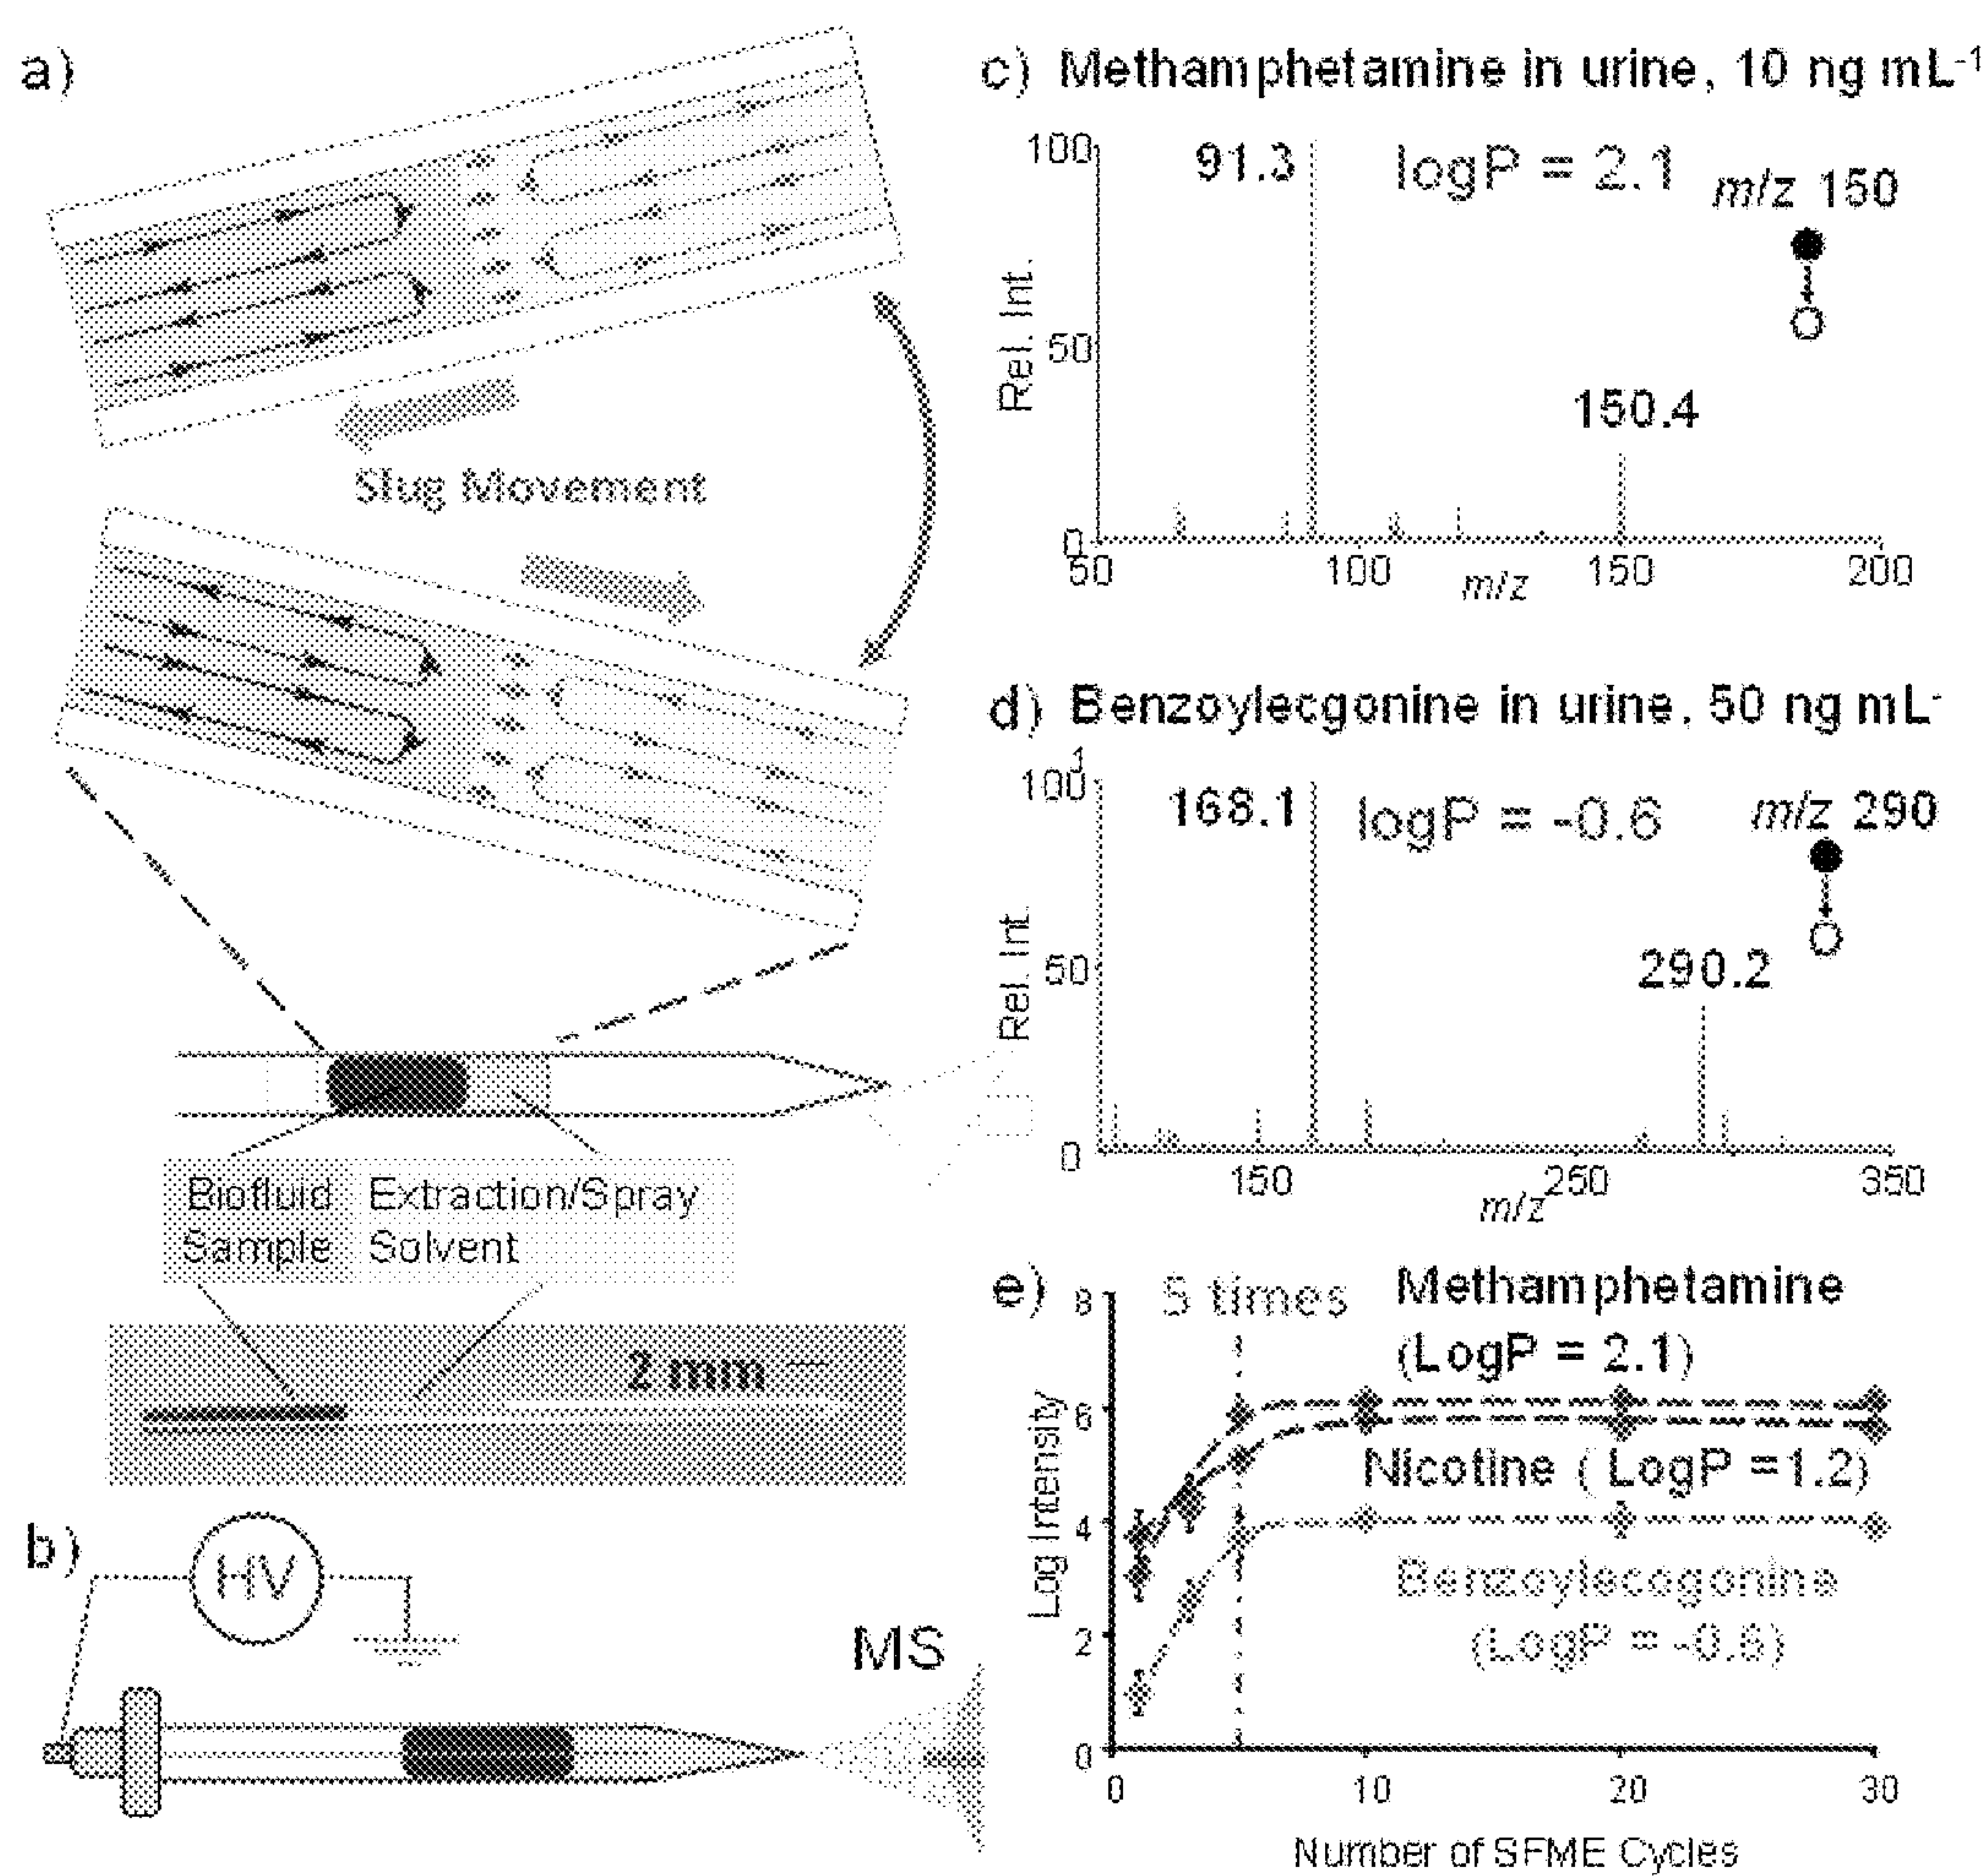 a)
Slug Movement
Biofluid Extraction/Spray
Sample Solvent
2 mm
b)
HV
MS
c) Methamphetamine in urine, 10 ng mL-1
100
91.3
logP = 2.1
m/z 150
Rel. Int.
50
150.4
0
50
100
m/z
150
200
d) Benzoylecgonine in urine, 50 ng mL-
1
100
168.1
logP = -0.6
m/z 290
Rel. Int.
50
290.2
0
150
m/z
250
350
e)
8
5 times
Methamphetamine
(LogP = 2.1)
6
Log Intensity
Nicotine ( LogP =1.2)
4
Benzoylecogonine
(LogP = -0.6)
2
0
0
10
20
30
Number of SFME Cycles